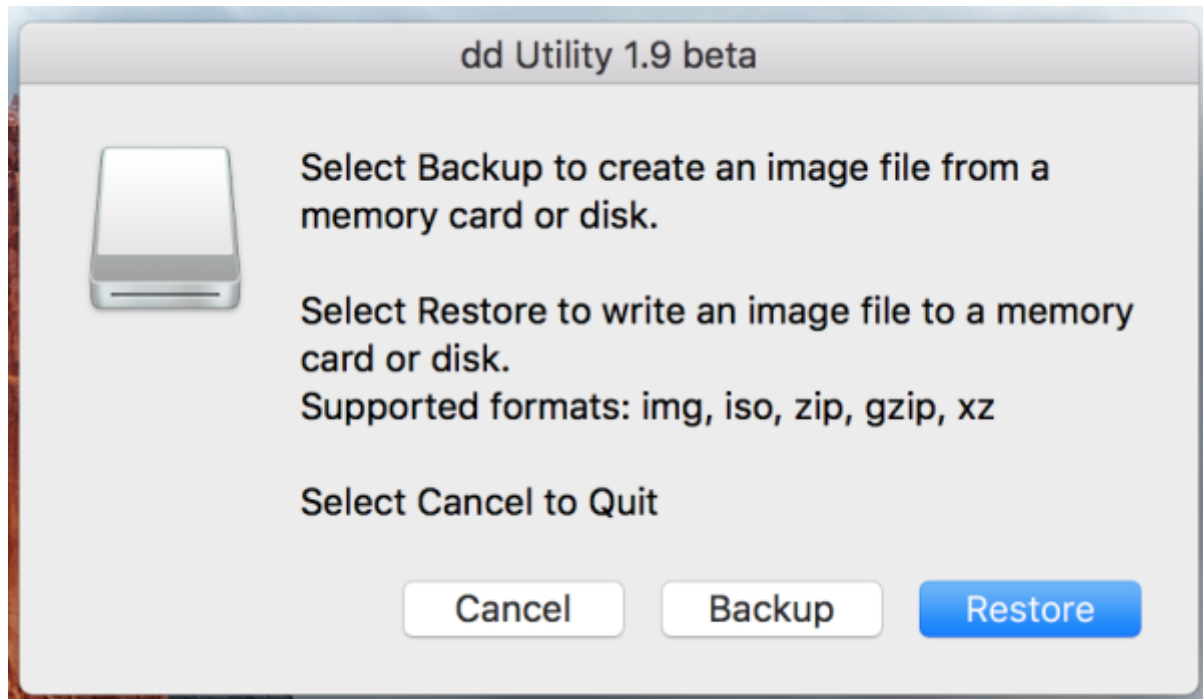 dd Utility 1.9 beta
Select Backup to create an image file from a
memory card or disk.
Select Restore to write an image file to a memory
card or disk.
Supported formats: img, iso, zip, gzip, xz
Select Cancel to Quit
Cancel Backup Restore